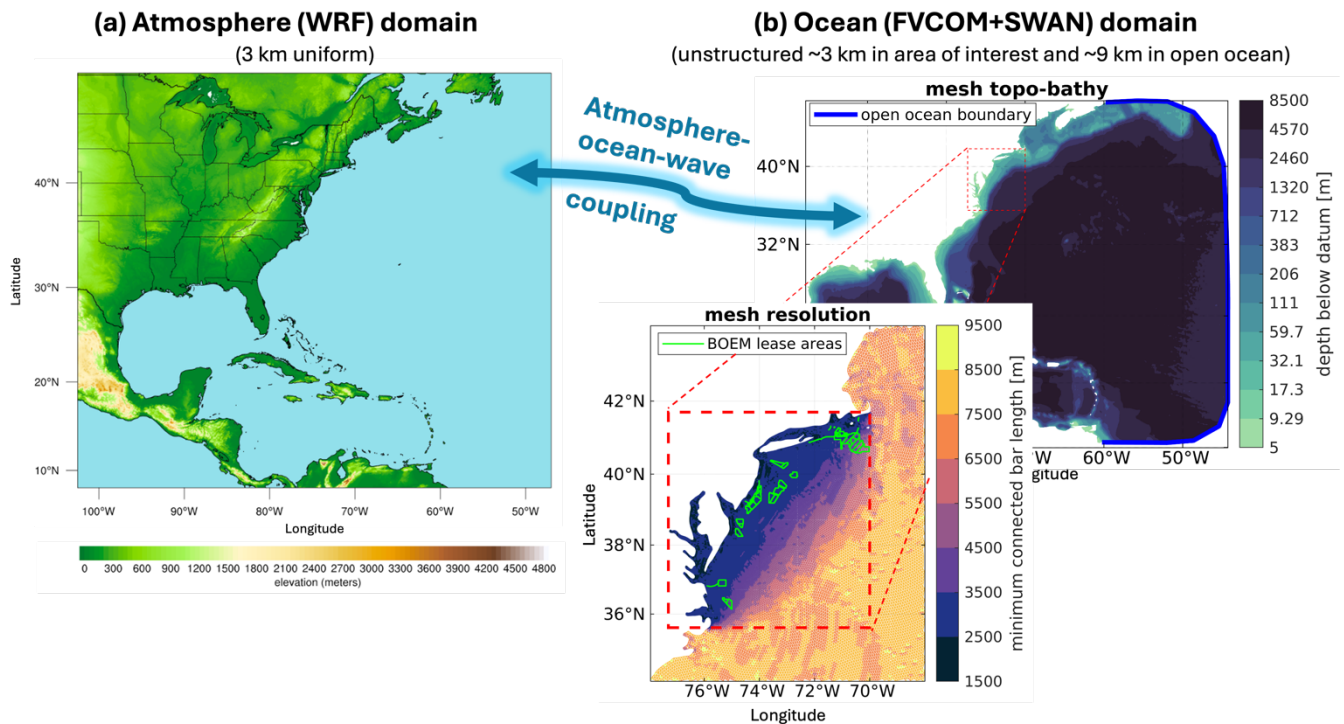 (a) Atmosphere (WRF) domain
(3 km uniform)
(b) Ocean (FVCOM+SWAN) domain
(unstructured ~3 km in area of interest and ~9 km in open ocean)
Atmosphere-
ocean-wave
coupling
Latitude
40°N
30°N
20°N
10°N
100°W 90°W 80°W 70°W 60°W 50°W
Longitude
0 300 600 900 1200 1500 1800 2100 2400 2700 3000 3300 3600 3900 4200 4500 4800
elevation (meters)
mesh topo-bathy
open ocean boundary
40°N
32°N
60°W 50°W
8500
4570
2460
1320
712
383
206
111
59.7
32.1
17.3
9.29
5
depth below datum [m]
mesh resolution
BOEM lease areas
Latitude
42°N
40°N
38°N
36°N
76°W 74°W 72°W 70°W
Longitude
9500
8500
7500
6500
5500
4500
3500
2500
1500
minimum connected bar length [m]